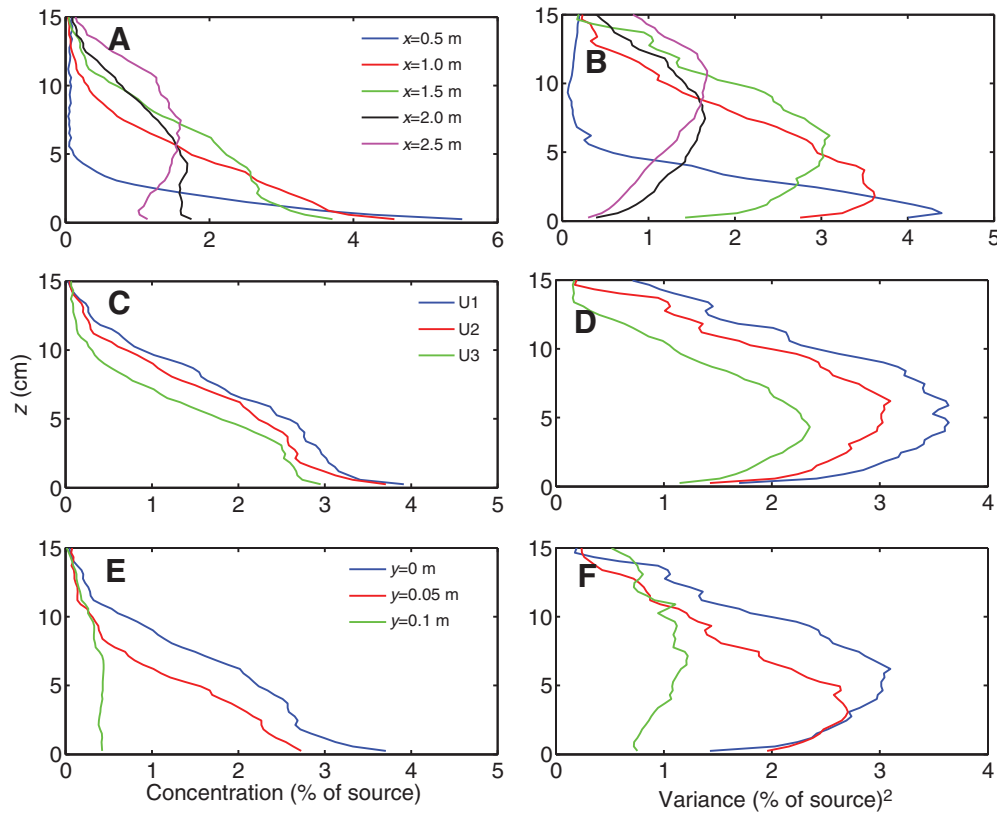 15
10
5
0
A
x=0.5 m
x=1.0 m
x=1.5 m
x=2.0 m
x=2.5 m
0 2 4 6
15
10
5
0
B
0 1 2 3 4 5
z (cm)
15
10
5
0
C
U1
U2
U3
0 1 2 3 4 5
15
10
5
0
D
0 1 2 3 4
15
10
5
0
E
y=0 m
y=0.05 m
y=0.1 m
0 1 2 3 4 5
Concentration (% of source)
15
10
5
0
F
0 1 2 3 4
Variance (% of source)²